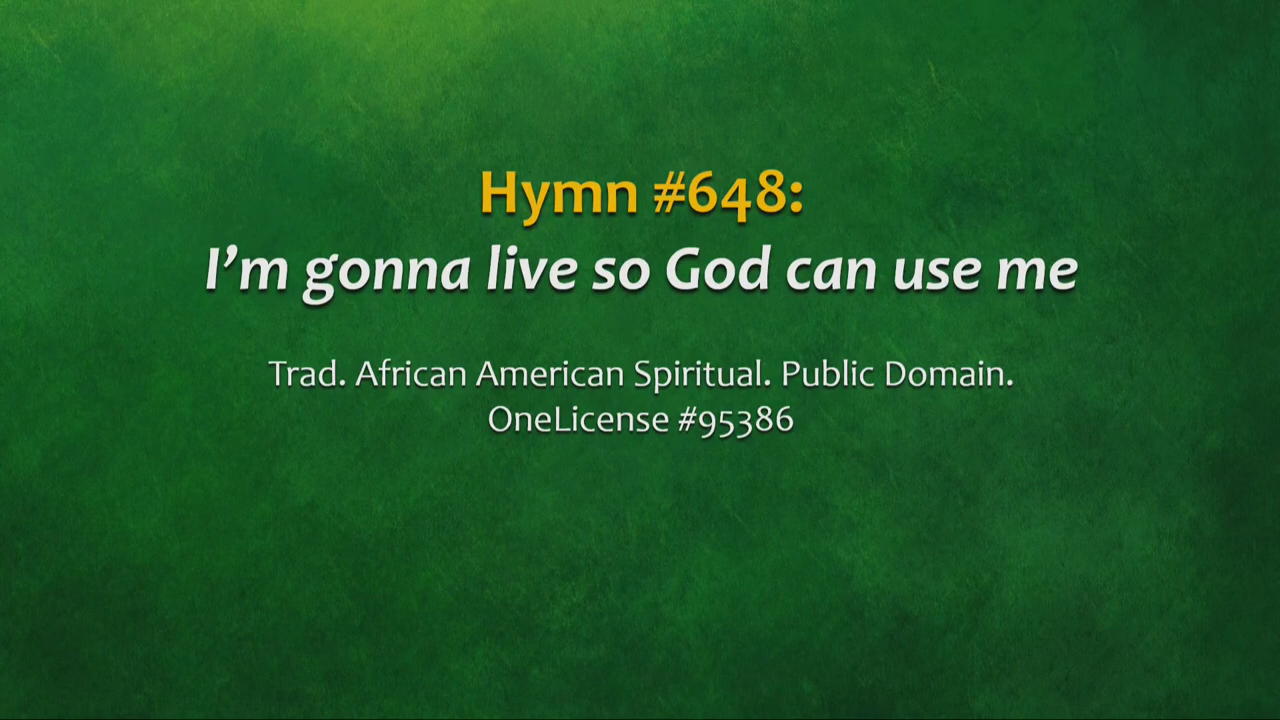 Hymn #648:
I’m gonna live so God can use me
Trad. African American Spiritual. Public Domain.
OneLicense #95386